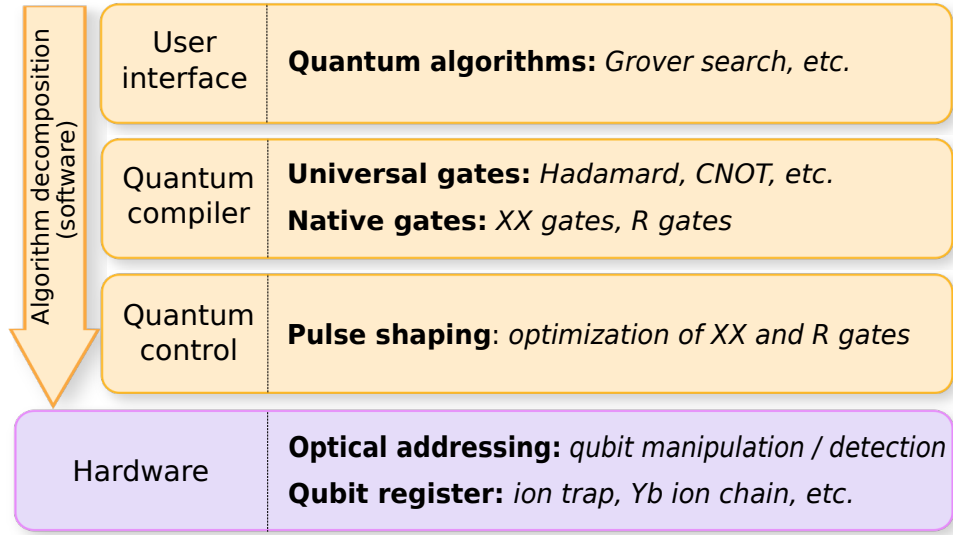 Algorithm decomposition
(software)
User
interface
Quantum algorithms: Grover search, etc.
Quantum
compiler
Universal gates: Hadamard, CNOT, etc.
Native gates: XX gates, R gates
Quantum
control
Pulse shaping: optimization of XX and R gates
Hardware
Optical addressing: qubit manipulation / detection
Qubit register: ion trap, Yb ion chain, etc.